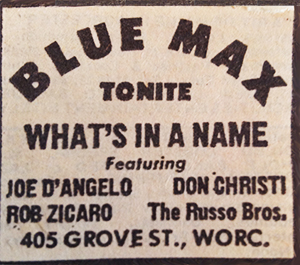 BLUE MAX
TONITE
WHAT'S IN A NAME
Featuring
JOE D'ANGELO DON CHRISTI
ROB ZICARO The Russo Bros.
405 GROVE ST., WORC.